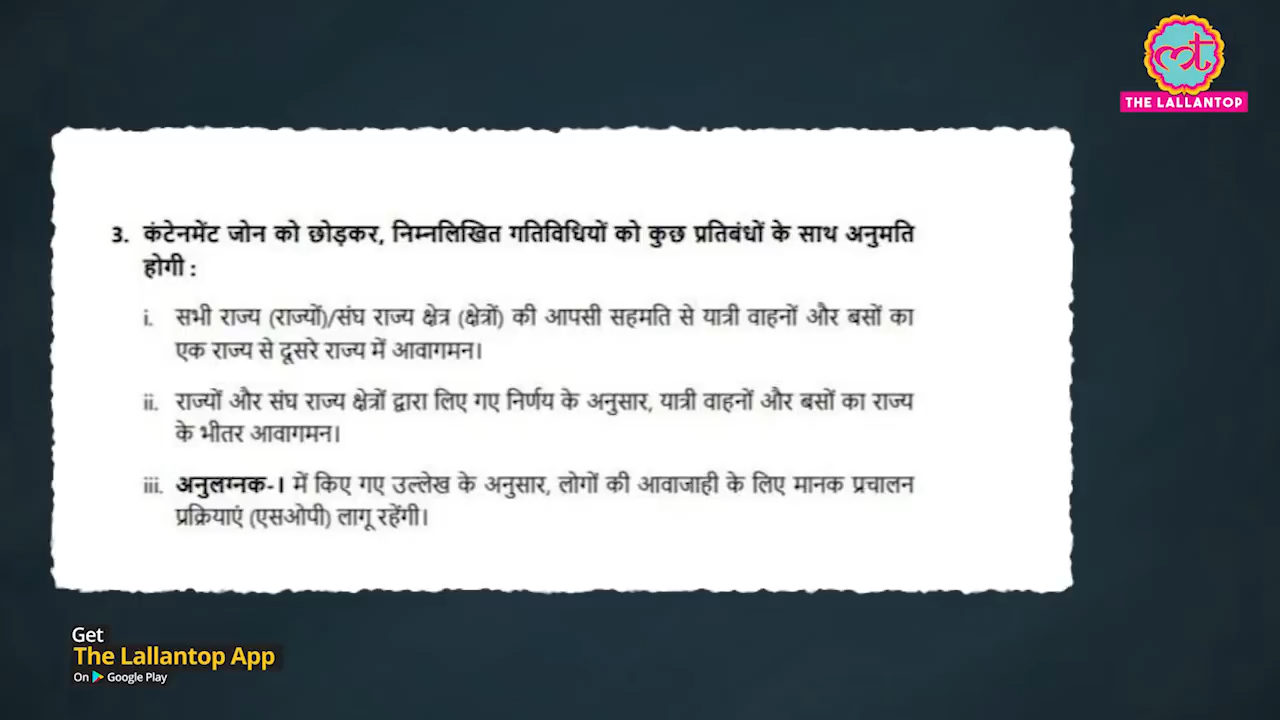 THE LALLANTOP
3. कंटेनमेंट जोन को छोड़कर, निम्नलिखित गतिविधियों को कुछ प्रतिबंधों के साथ अनुमति
होगी :
i. सभी राज्य (राज्यों)/संघ राज्य क्षेत्र (क्षेत्रों) की आपसी सहमति से यात्री वाहनों और बसों का
एक राज्य से दूसरे राज्य में आवागमन।
ii. राज्यों और संघ राज्य क्षेत्रों द्वारा लिए गए निर्णय के अनुसार, यात्री वाहनों और बसों का राज्य
के भीतर आवागमन।
iii. अनुलग्नक-I में किए गए उल्लेख के अनुसार, लोगों की आवाजाही के लिए मानक प्रचालन
प्रक्रियाएं (एसओपी) लागू रहेंगी।
Get
The Lallantop App
On Google Play